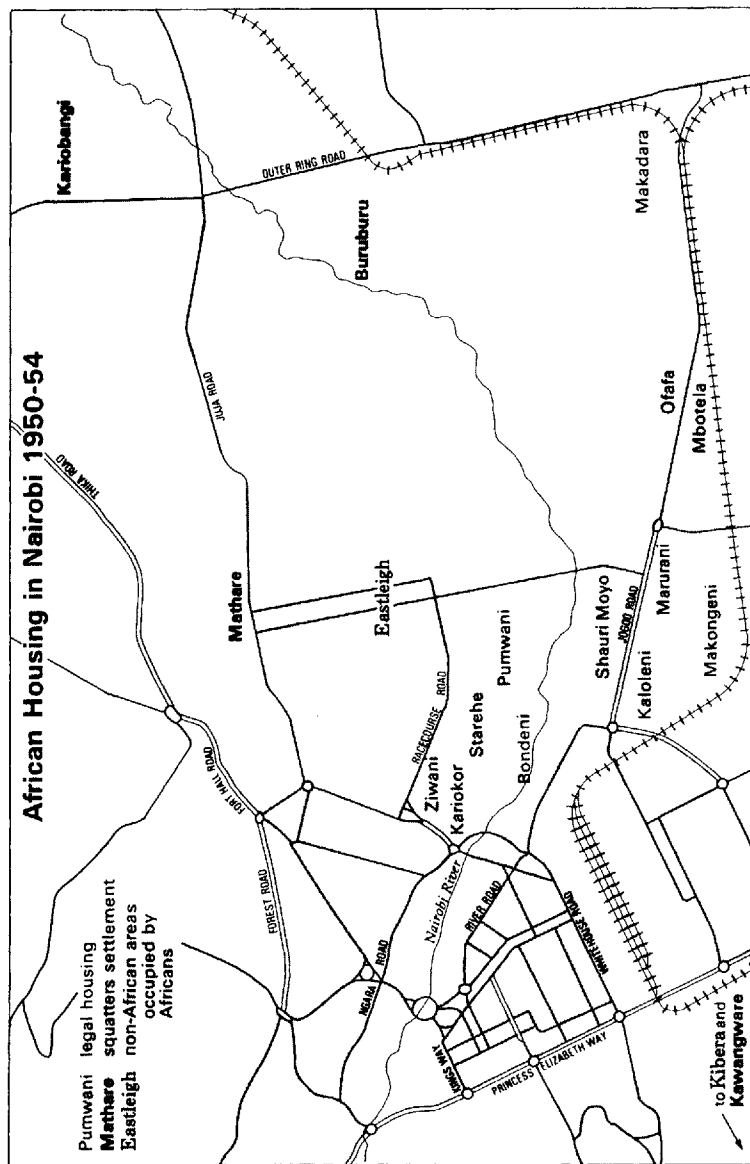 African Housing in Nairobi 1950-54
Pumwani legal housing
Mathare squatters settlement
Eastleigh non-African areas
occupied by
Africans
THIKA ROAD
FORT HALL ROAD
FOREST ROAD
JUJA ROAD
Kariobangi
OUTER RING ROAD
Mathare
Eastleigh
Buruburu
NGARA ROAD
RACECOURSE ROAD
Ziwani
Kariokor
Starehe
Pumwani
Bondeni
Nairobi River
RIVER ROAD
KINGS WAY
WHITEHOUSE ROAD
PRINCESS ELIZABETH WAY
Shauri Moyo
JOGOO ROAD
Kaloleni
Marurani
Makongeni
Ofafa
Mbotela
Makadara
to Kibera and
Kawangware